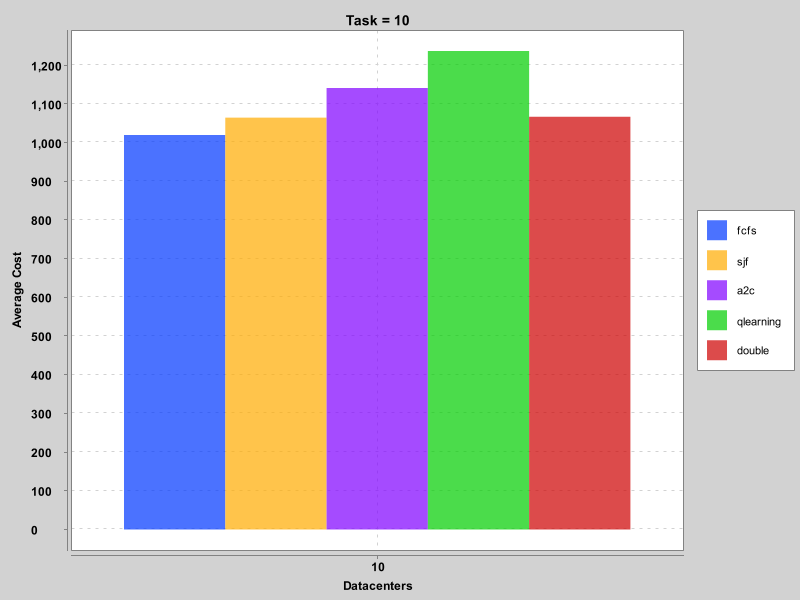 Task = 10
Average Cost
1,200
1,100
1,000
900
800
700
600
500
400
300
200
100
0
10
Datacenters
fcfs
sjf
a2c
qlearning
double